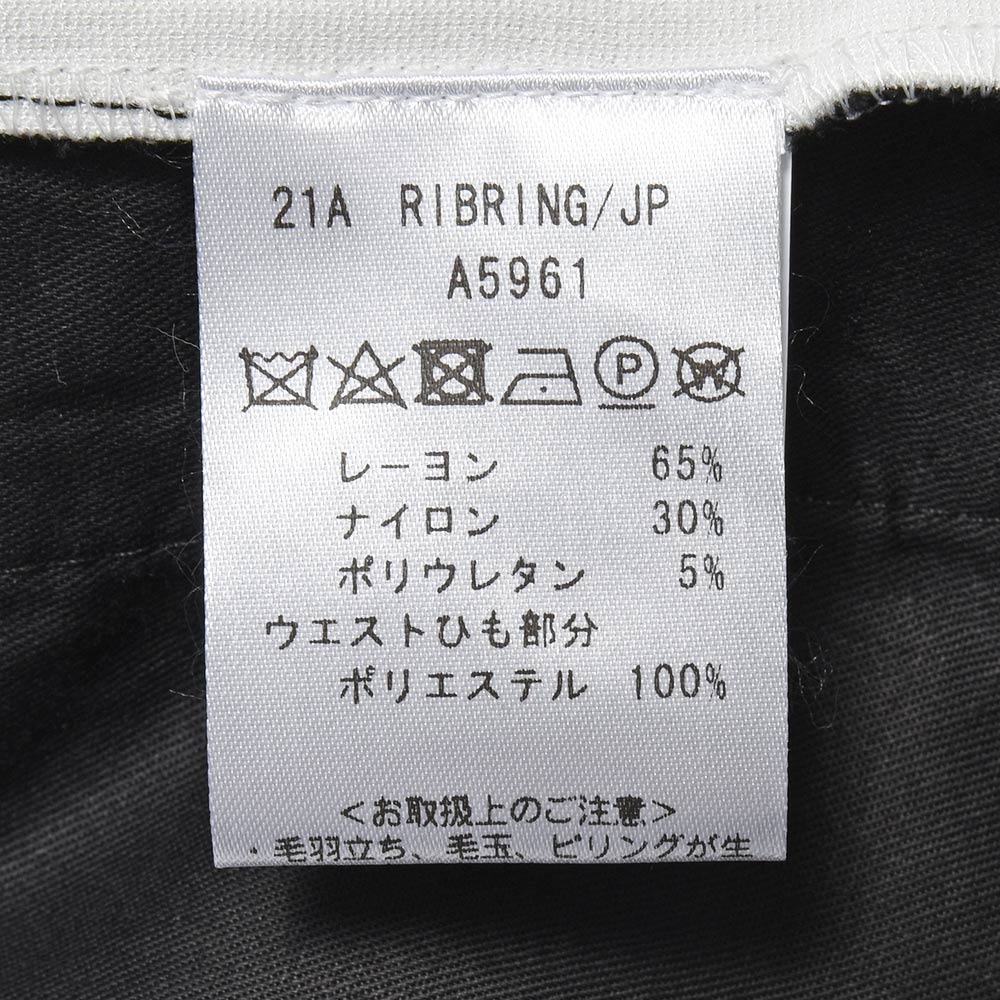 21A RIBRING/JP
A5961
P
W
レーヨン 65%
ナイロン 30%
ポリウレタン 5%
ウエストひも部分
ポリエステル 100%
<お取扱上のご注意>
・毛羽立ち、毛玉、ピリングが生